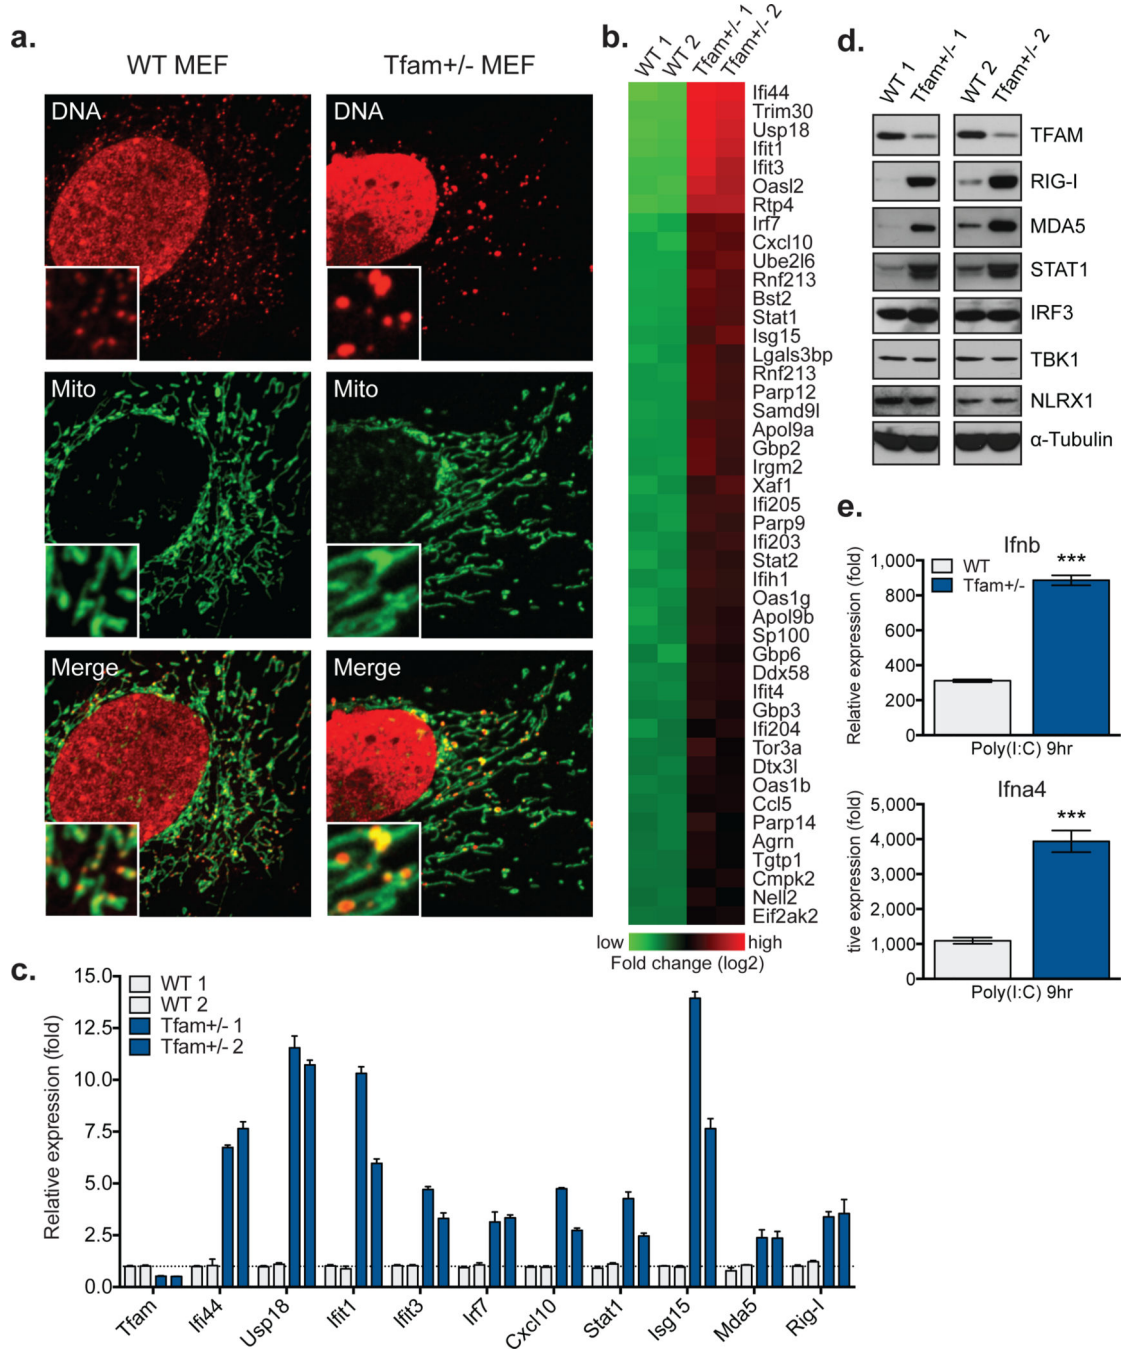 a.
WT MEF
Tfam+/- MEF
DNA
DNA
Mito
Mito
Merge
Merge
b.
WT 1
WT 2
Tfam+/- 1
Tfam+/- 2
Ifi44
Trim30
Usp18
Ifit1
Ifit3
Oasl2
Rtp4
Irf7
Cxcl10
Ube2l6
Rnf213
Bst2
Stat1
Isg15
Lgals3bp
Rnf213
Parp12
Samd9l
Apol9a
Gbp2
Irgm2
Xaf1
Ifi205
Parp9
Ifi203
Stat2
Ifih1
Oas1g
Apol9b
Sp100
Gbp6
Ddx58
Ifit4
Gbp3
Ifi204
Tor3a
Dtx3l
Oas1b
Ccl5
Parp14
Agrn
Tgtp1
Cmpk2
Nell2
Eif2ak2
low
high
Fold change (log2)
c.
Relative expression (fold)
15.0
12.5
10.0
7.5
5.0
2.5
0.0
WT 1
WT 2
Tfam+/- 1
Tfam+/- 2
Tfam
Ifi44
Usp18
Ifit1
Ifit3
Irf7
Cxcl10
Stat1
Isg15
Mda5
Rig-I
d.
WT 1
Tfam+/- 1
WT 2
Tfam+/- 2
TFAM
RIG-I
MDA5
STAT1
IRF3
TBK1
NLRX1
α-Tubulin
e.
Ifnb
Relative expression (fold)
1,000
800
600
400
200
0
WT
Tfam+/-
***
Poly(I:C) 9hr
Ifna4
tive expression (fold)
5,000
4,000
3,000
2,000
1,000
0
***
Poly(I:C) 9hr